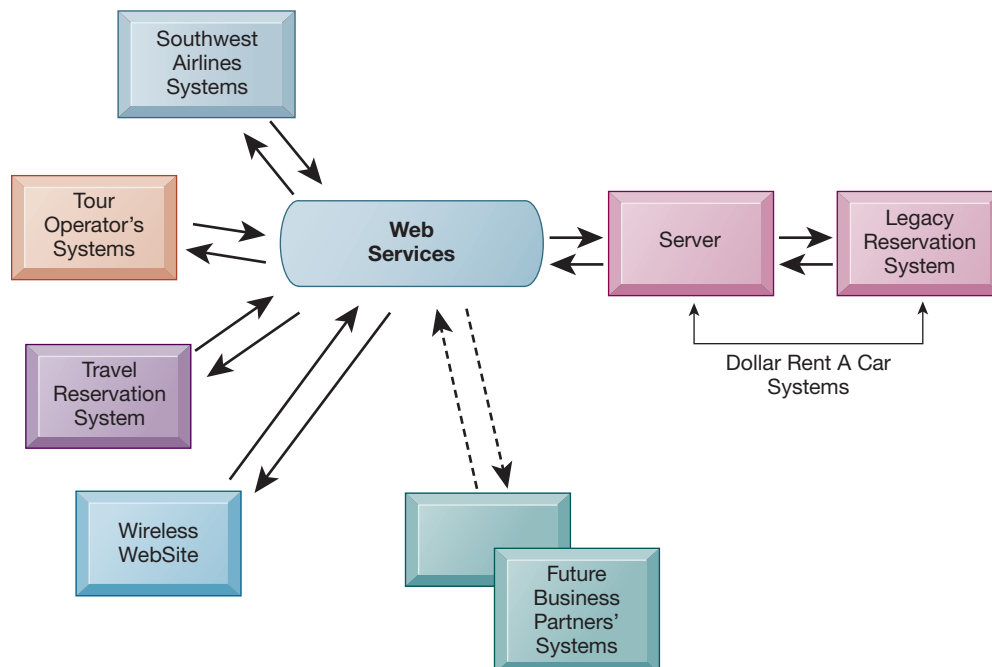 Southwest
Airlines
Systems
Tour
Operator’s
Systems
Web
Services
Server
Legacy
Reservation
System
Dollar Rent A Car
Systems
Travel
Reservation
System
Wireless
WebSite
Future
Business
Partners’
Systems